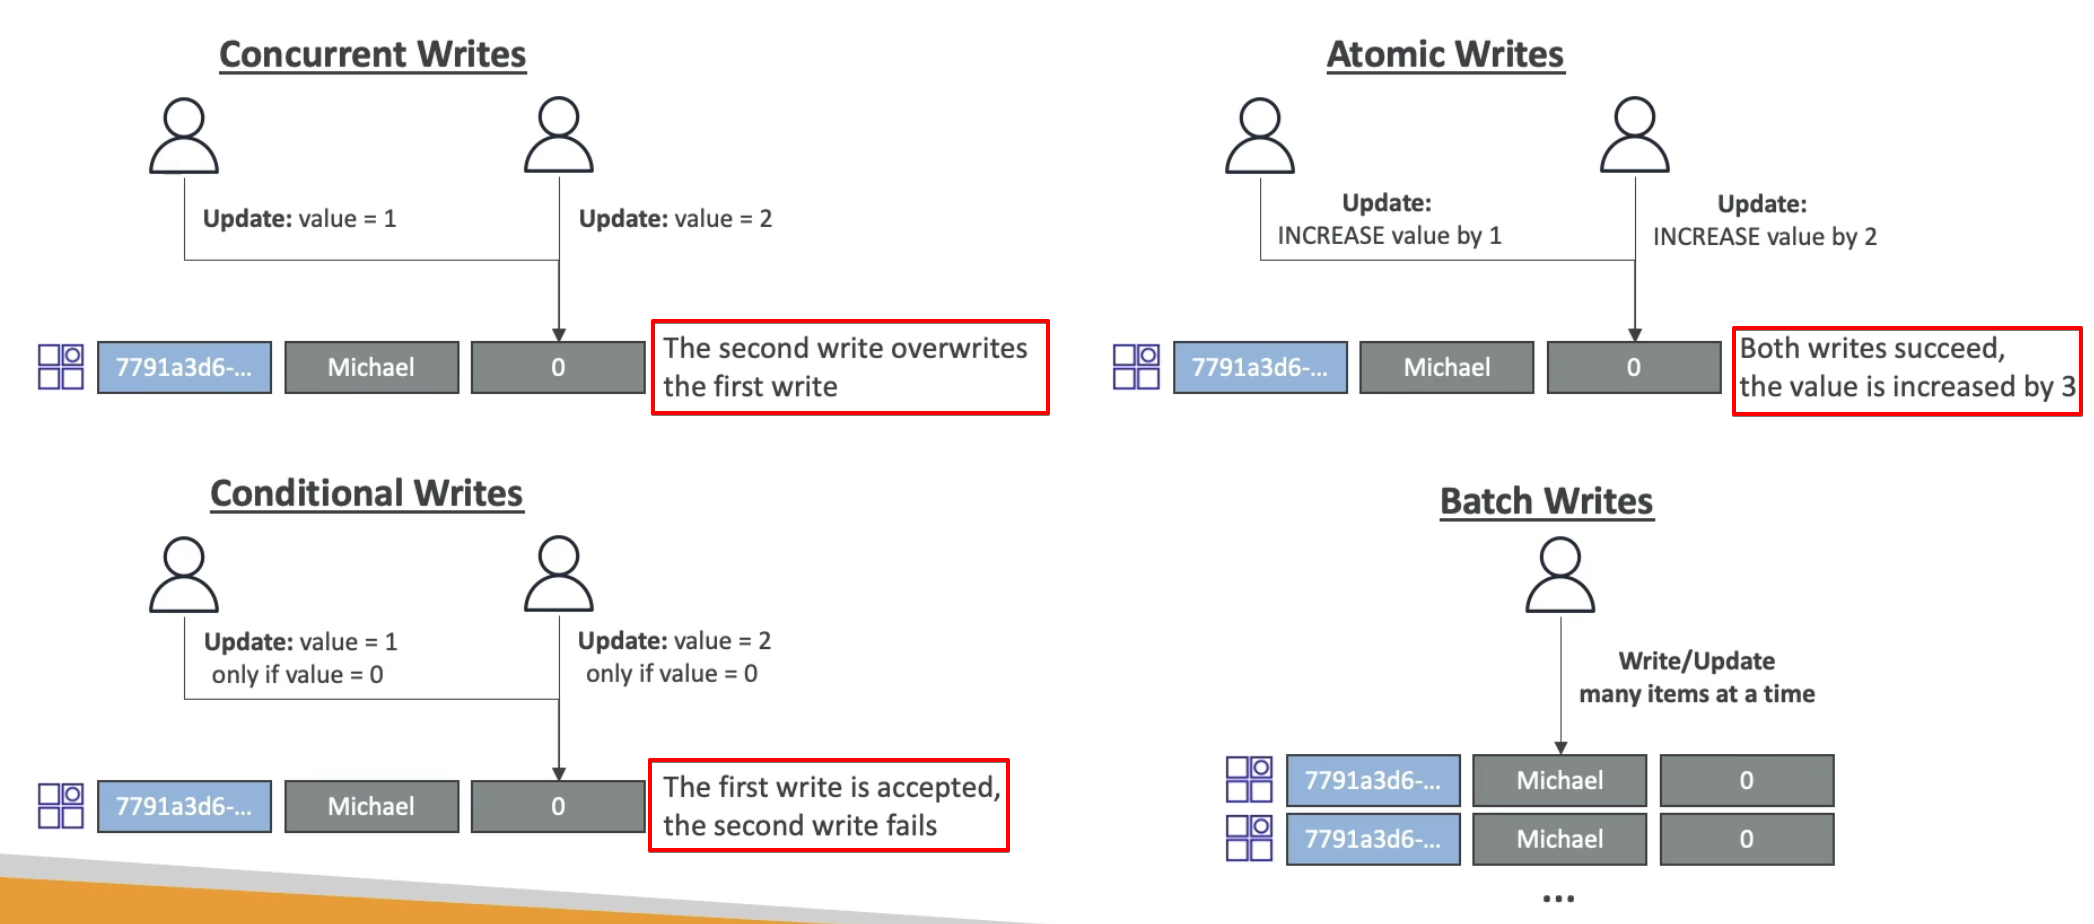 Concurrent Writes
Update: value = 1
Update: value = 2
7791a3d6-...
Michael
0
The second write overwrites
the first write
Atomic Writes
Update:
INCREASE value by 1
Update:
INCREASE value by 2
7791a3d6-...
Michael
0
Both writes succeed,
the value is increased by 3
Conditional Writes
Update: value = 1
only if value = 0
Update: value = 2
only if value = 0
7791a3d6-...
Michael
0
The first write is accepted,
the second write fails
Batch Writes
Write/Update
many items at a time
7791a3d6-...
Michael
0
7791a3d6-...
Michael
0
...